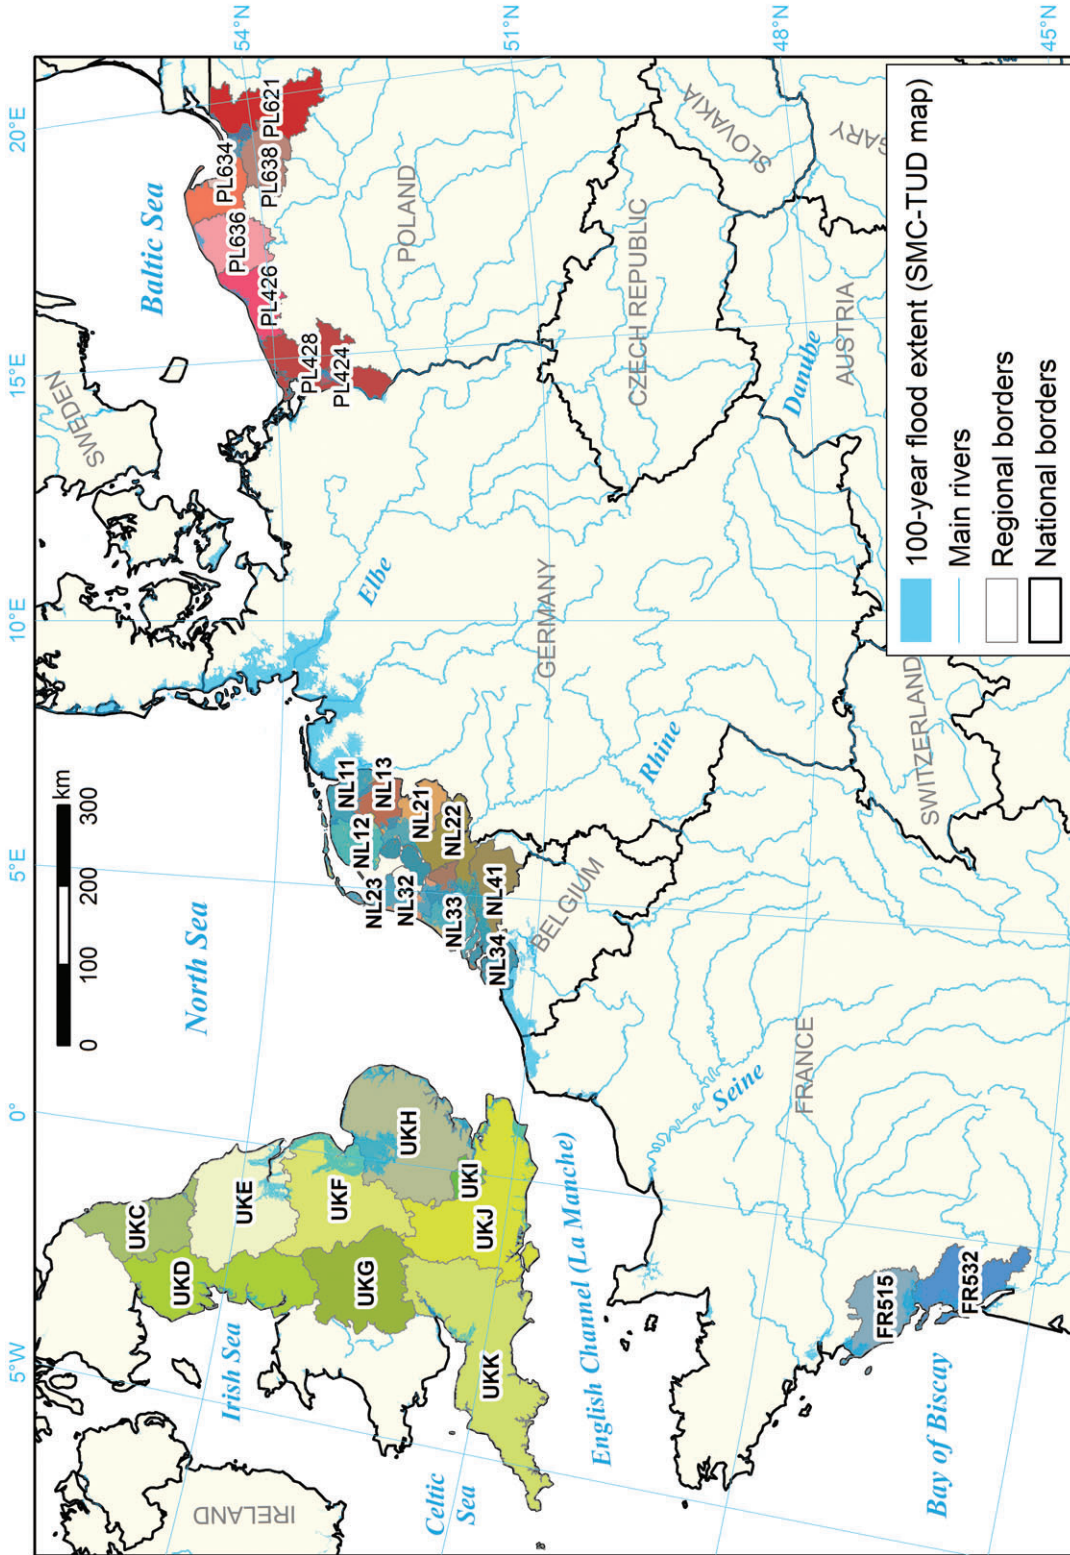 5°W
0°
5°E
10°E
15°E
20°E
54°N
51°N
48°N
45°N
0 100 200 300
km
North Sea
Baltic Sea
Irish Sea
Celtic
Sea
English Channel (La Manche)
Bay of Biscay
IRELAND
SWEDEN
POLAND
GERMANY
BELGIUM
FRANCE
SWITZERLAND
CZECH REPUBLIC
AUSTRIA
SLOVAKIA
GARY
Elbe
Rhine
Seine
Danube
UKC
UKD
UKE
UKF
UKG
UKH
UKI
UKJ
UKK
NL11
NL12
NL13
NL21
NL22
NL23
NL32
NL33
NL34
NL41
PL634
PL621
PL636
PL638
PL426
PL428
PL424
FR515
FR532
100-year flood extent (SMC-TUD map)
Main rivers
Regional borders
National borders